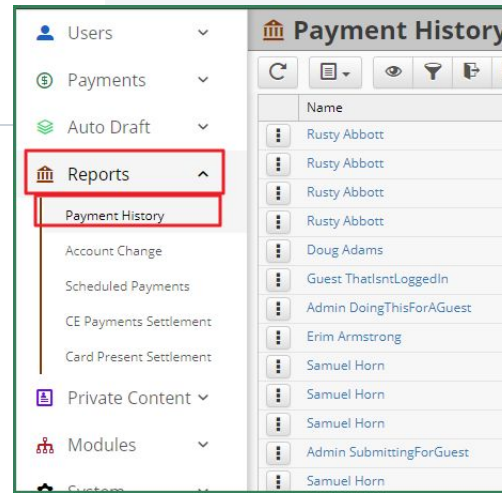 Users
Payments
Auto Draft
Reports
Payment History
Account Change
Scheduled Payments
CE Payments Settlement
Card Present Settlement
Private Content
Modules
System
Payment History
Name
Rusty Abbott
Rusty Abbott
Rusty Abbott
Rusty Abbott
Doug Adams
Guest ThatIsntLoggedIn
Admin DoingThisForAGuest
Erim Armstrong
Samuel Horn
Samuel Horn
Samuel Horn
Admin SubmittingForGuest
Samuel Horn